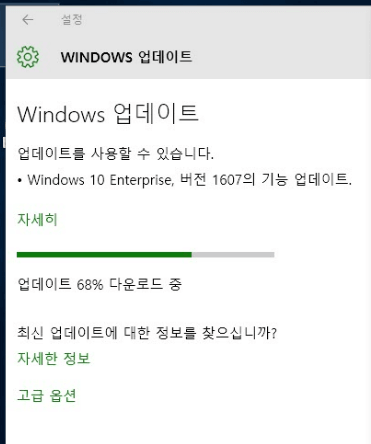 설정
WINDOWS 업데이트
Windows 업데이트
업데이트를 사용할 수 있습니다.
• Windows 10 Enterprise, 버전 1607의 기능 업데이트.
자세히
업데이트 68% 다운로드 중
최신 업데이트에 대한 정보를 찾으십니까?
자세한 정보
고급 옵션